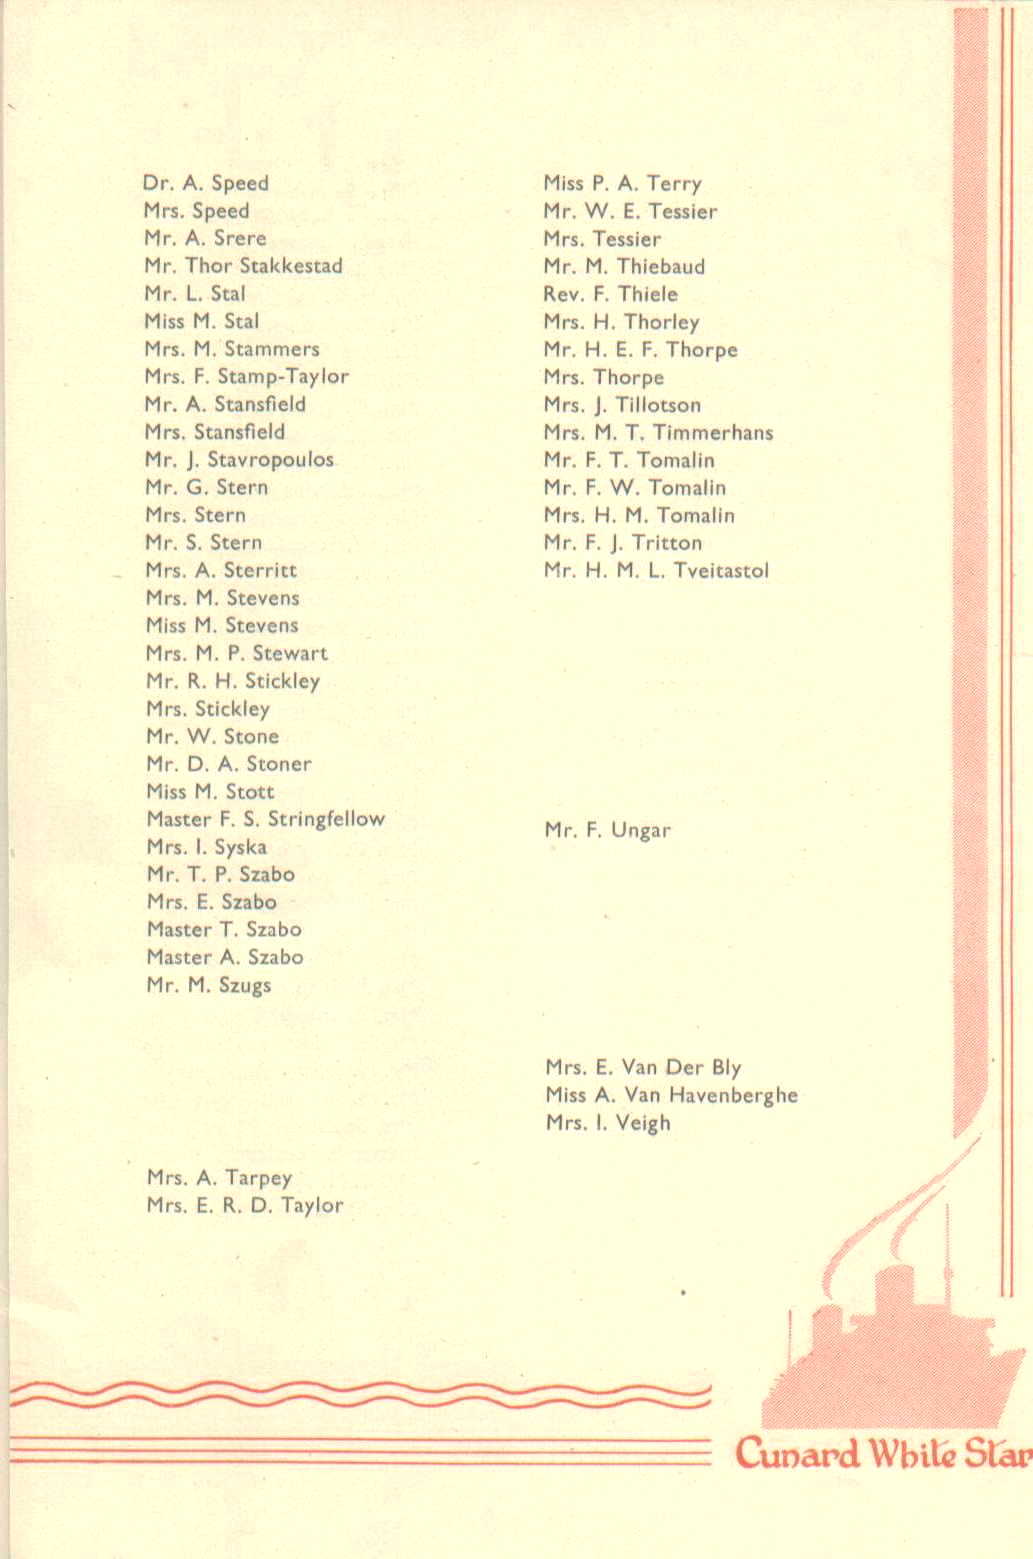 Dr. A. Speed
Mrs. Speed
Mr. A. Srere
Mr. Thor Stakkestad
Mr. L. Stal
Miss M. Stal
Mrs. M. Stammers
Mrs. F. Stamp-Taylor
Mr. A. Stansfield
Mrs. Stansfield
Mr. J. Stavropoulos
Mr. G. Stern
Mrs. Stern
Mr. S. Stern
Mrs. A. Sterritt
Mrs. M. Stevens
Miss M. Stevens
Mrs. M. P. Stewart
Mr. R. H. Stickley
Mrs. Stickley
Mr. W. Stone
Mr. D. A. Stoner
Miss M. Stott
Master F. S. Stringfellow
Mrs. I. Syska
Mr. T. P. Szabo
Mrs. E. Szabo
Master T. Szabo
Master A. Szabo
Mr. M. Szugs
Mrs. A. Tarpey
Mrs. E. R. D. Taylor
Miss P. A. Terry
Mr. W. E. Tessier
Mrs. Tessier
Mr. M. Thiebaud
Rev. F. Thiele
Mrs. H. Thorley
Mr. H. E. F. Thorpe
Mrs. Thorpe
Mrs. J. Tillotson
Mrs. M. T. Timmerhans
Mr. F. T. Tomalin
Mr. F. W. Tomalin
Mrs. H. M. Tomalin
Mr. F. J. Tritton
Mr. H. M. L. Tveitastol
Mr. F. Ungar
Mrs. E. Van Der Bly
Miss A. Van Havenberghe
Mrs. I. Veigh
Cunard White Star